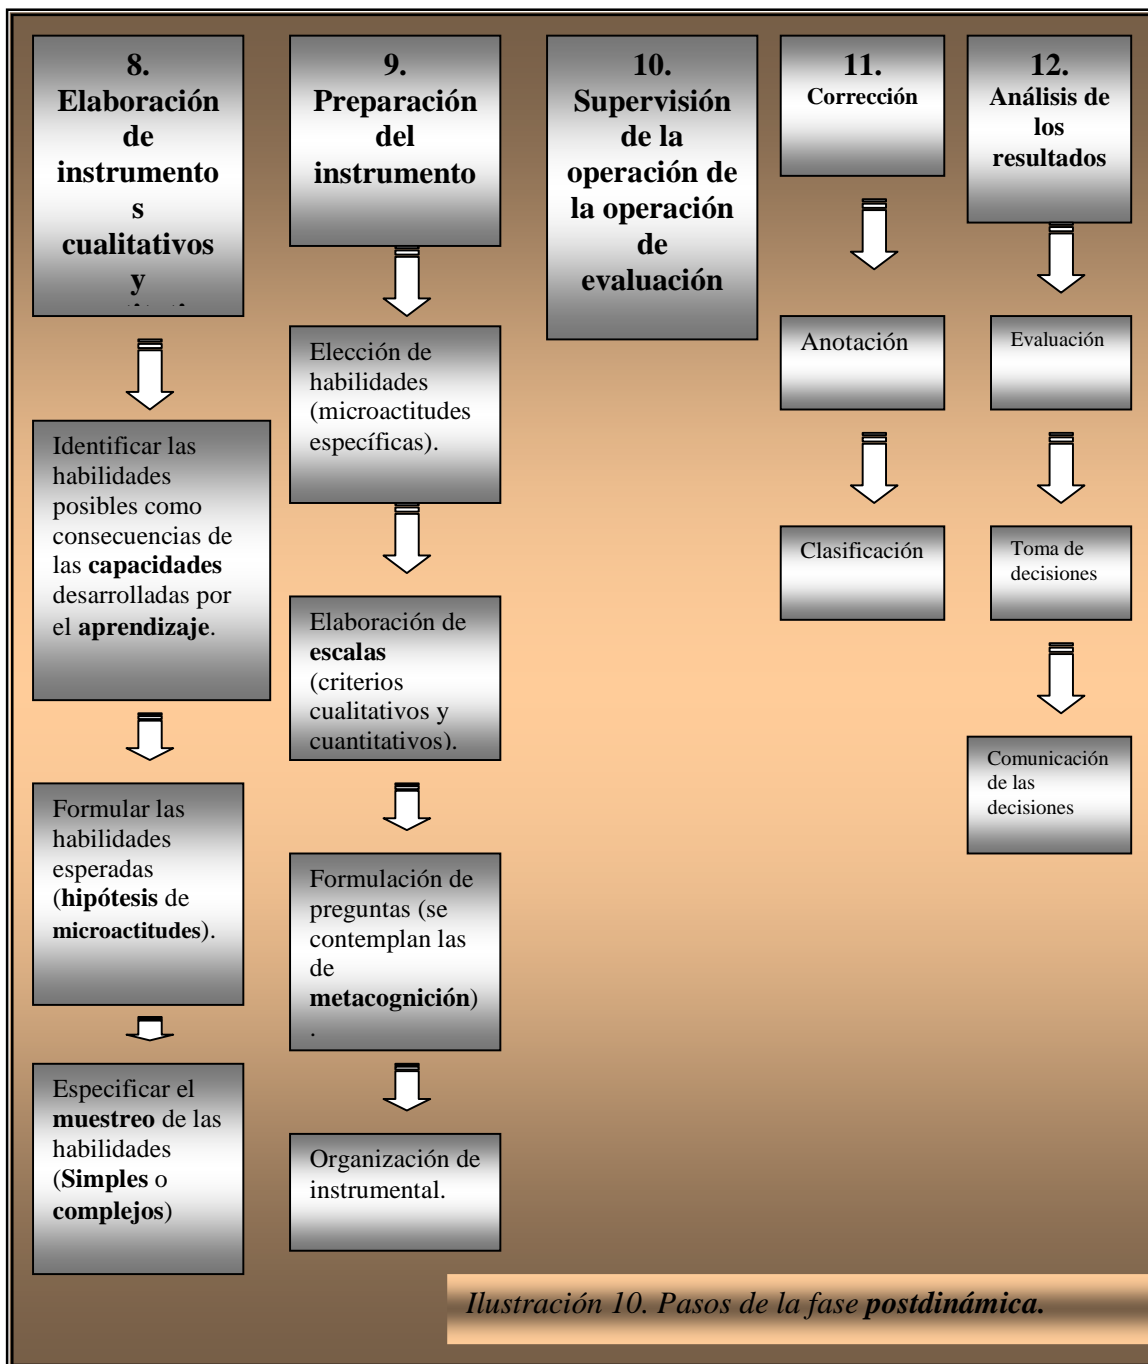 8.
Elaboración
de
instrumento
s
cualitativos
y
Identificar las
habilidades
posibles como
consecuencias de
las capacidades
desarrolladas por
el aprendizaje.
Formular las
habilidades
esperadas
(hipótesis de
microactitudes).
Especificar el
muestreo de las
habilidades
(Simples o
complejos)
9.
Preparación
del
instrumento
Elección de
habilidades
(microactitudes
específicas).
Elaboración de
escalas
(criterios
cualitativos y
cuantitativos).
Formulación de
preguntas (se
contemplan las
de
metacognición)
.
Organización de
instrumental.
10.
Supervisión
de la
operación de
la operación
de
evaluación
11.
Corrección
Anotación
Clasificación
12.
Análisis de
los
resultados
Evaluación
Toma de
decisiones
Comunicación
de las
decisiones
Ilustración 10. Pasos de la fase postdinámica.